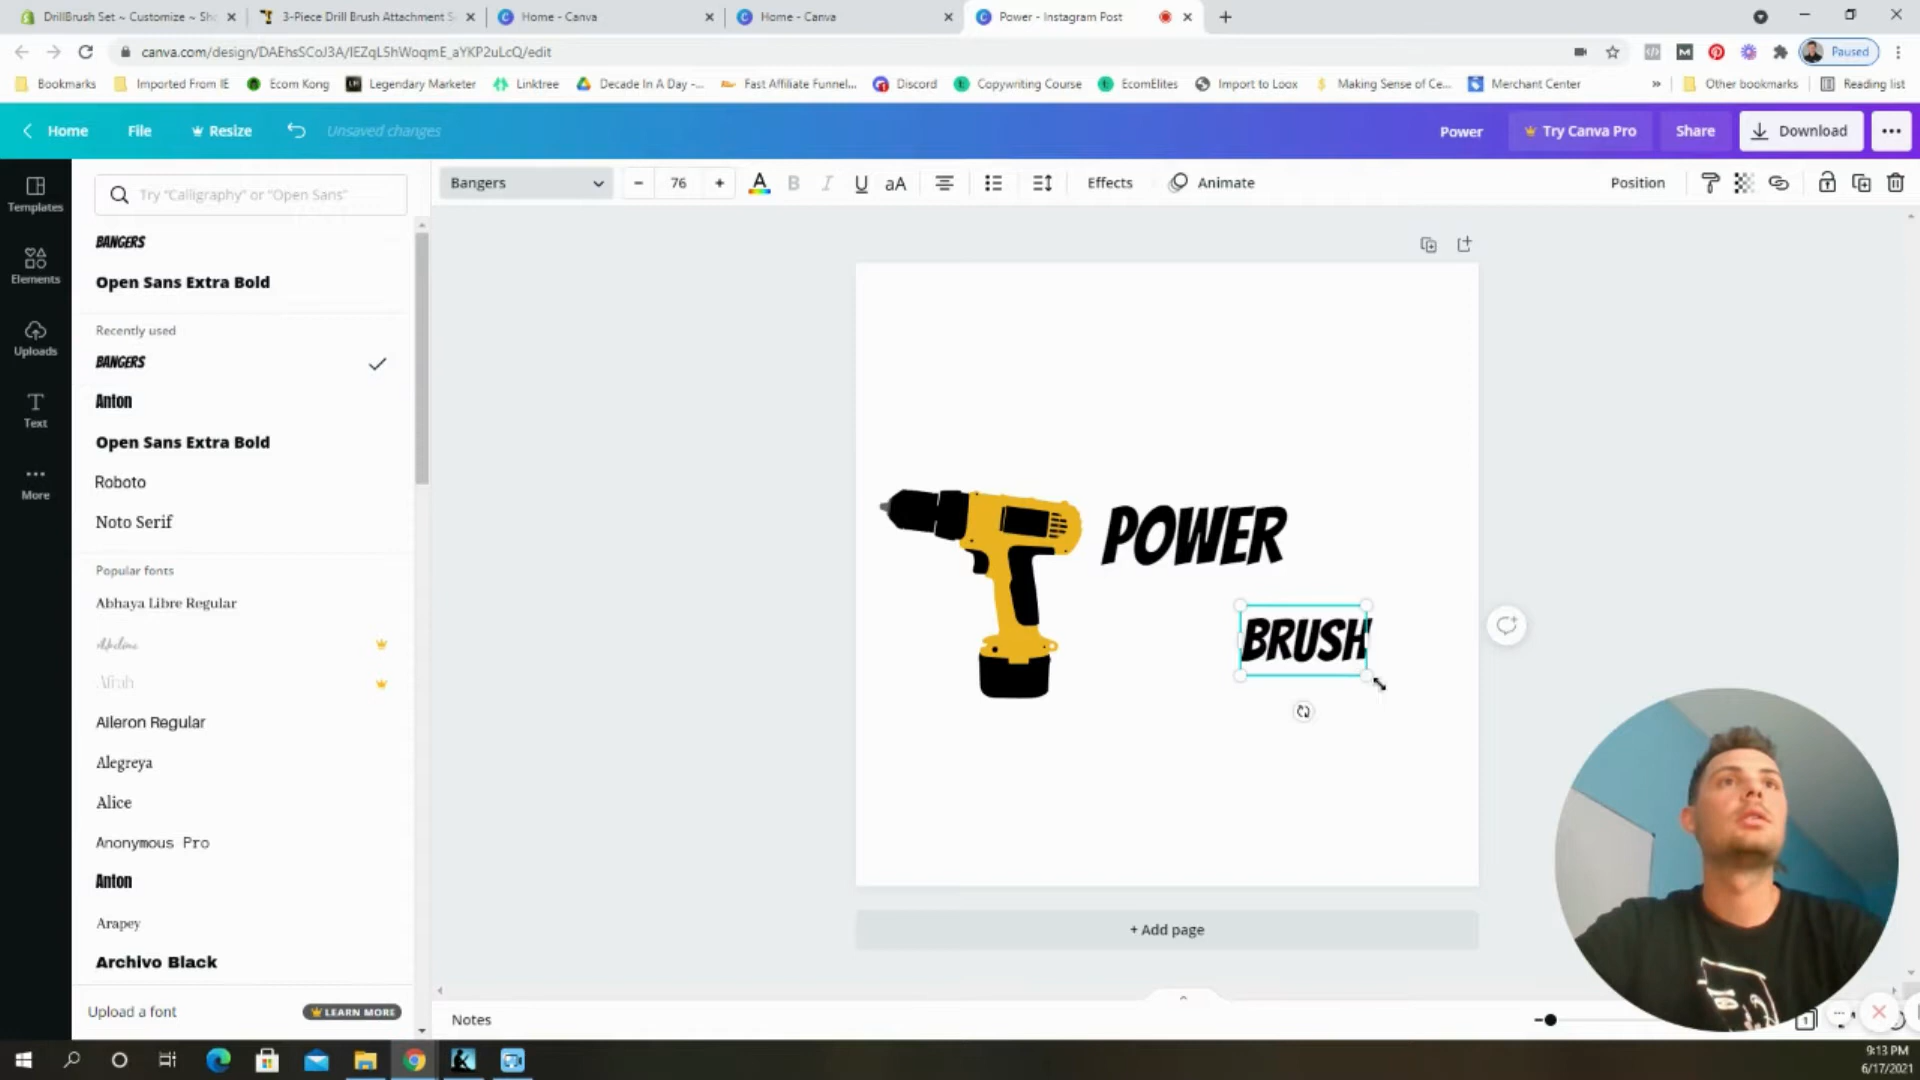 DrillBrush Set ~ Customize ~ Sho
3-Piece Drill Brush Attachment S
Home - Canva
Home - Canva
Power - Instagram Post
canva.com/design/DAEhsSCoJ3A/IEZqL5hWoqmE_aYKP2uLcQ/edit
Paused
Bookmarks
Imported From IE
Ecom Kong
Legendary Marketer
Linktree
Decade In A Day -...
Fast Affiliate Funnel...
Discord
Copywriting Course
EcomElites
Import to Loox
Making Sense of Ce...
Merchant Center
»
Other bookmarks
Reading list
Home
File
Resize
Unsaved changes
Power
Try Canva Pro
Share
Download
Templates
Elements
Uploads
Text
More
Try "Calligraphy" or "Open Sans"
BANGERS
Open Sans Extra Bold
Recently used
BANGERS
Anton
Open Sans Extra Bold
Roboto
Noto Serif
Popular fonts
Abhaya Libre Regular
Afrah
Aileron Regular
Alegreya
Alice
Anonymous Pro
Anton
Arapey
Archivo Black
Upload a font
LEARN MORE
Bangers
76
A
B
I
U
aA
Effects
Animate
Position
POWER
BRUSH
+ Add page
Notes
1
9:13 PM
6/17/2021